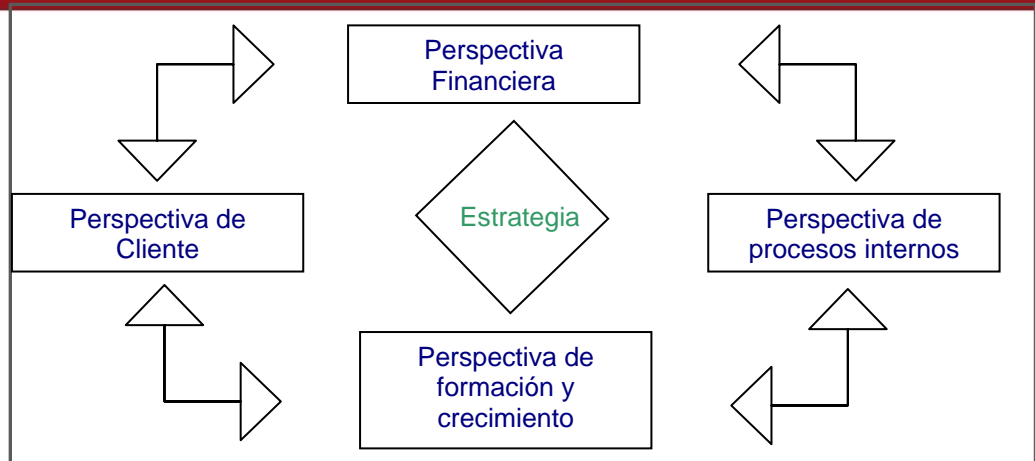 Perspectiva
Financiera
Perspectiva de
Cliente
Estrategia
Perspectiva de
procesos internos
Perspectiva de
formación y
crecimiento